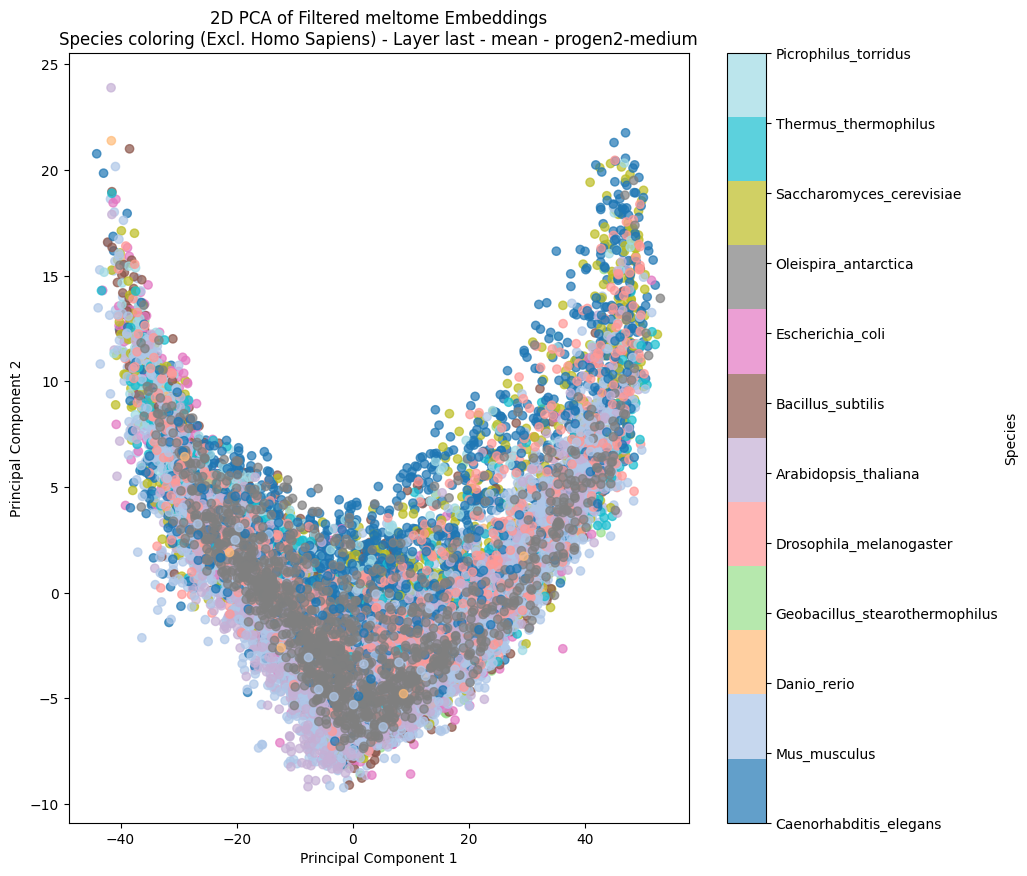 2D PCA of Filtered meltome Embeddings
Species coloring (Excl. Homo Sapiens) - Layer last - mean - progen2-medium
25
20
15
10
5
0
−5
−10
Principal Component 2
−40
−20
0
20
40
Principal Component 1
Picrophilus_torridus
Thermus_thermophilus
Saccharomyces_cerevisiae
Oleispira_antarctica
Escherichia_coli
Bacillus_subtilis
Arabidopsis_thaliana
Drosophila_melanogaster
Geobacillus_stearothermophilus
Danio_rerio
Mus_musculus
Caenorhabditis_elegans
Species